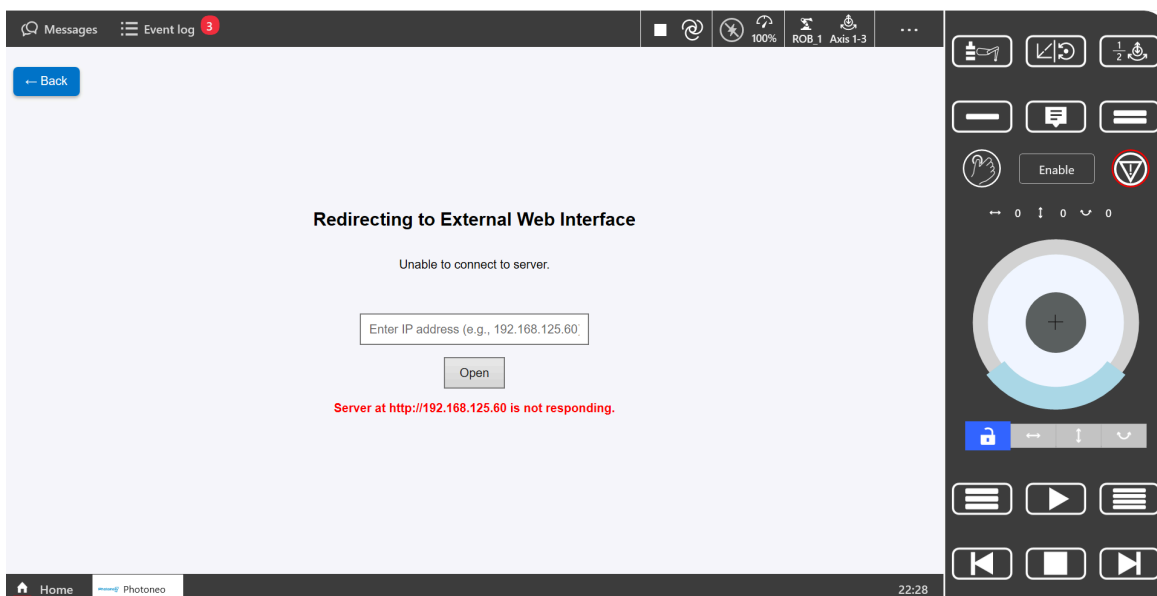 Messages
Event log
3
100%
ROB_1
Axis 1-3
...
← Back
Redirecting to External Web Interface
Unable to connect to server.
Enter IP address (e.g., 192.168.125.60
Open
Server at http://192.168.125.60 is not responding.
1
2
Enable
0
0
0
Home
Photoneo
22:28